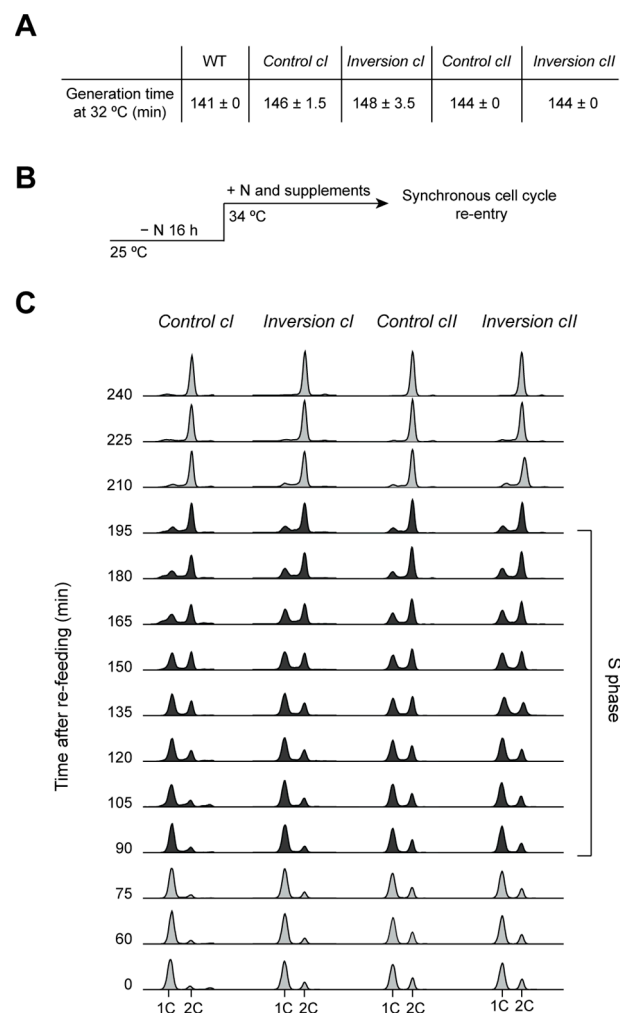 A
WT Control cI Inversion cI Control cII Inversion cII
Generation time
at 32 ºC (min) 141 ± 0 146 ± 1.5 148 ± 3.5 144 ± 0 144 ± 0
B
+ N and supplements
Synchronous cell cycle
re-entry
− N 16 h
34 ºC
25 ºC
C
Control cI Inversion cI Control cII Inversion cII
Time after re-feeding (min)
240
225
210
195
180
165
150
135
120
105
90
75
60
0
S phase
1C 2C 1C 2C 1C 2C 1C 2C